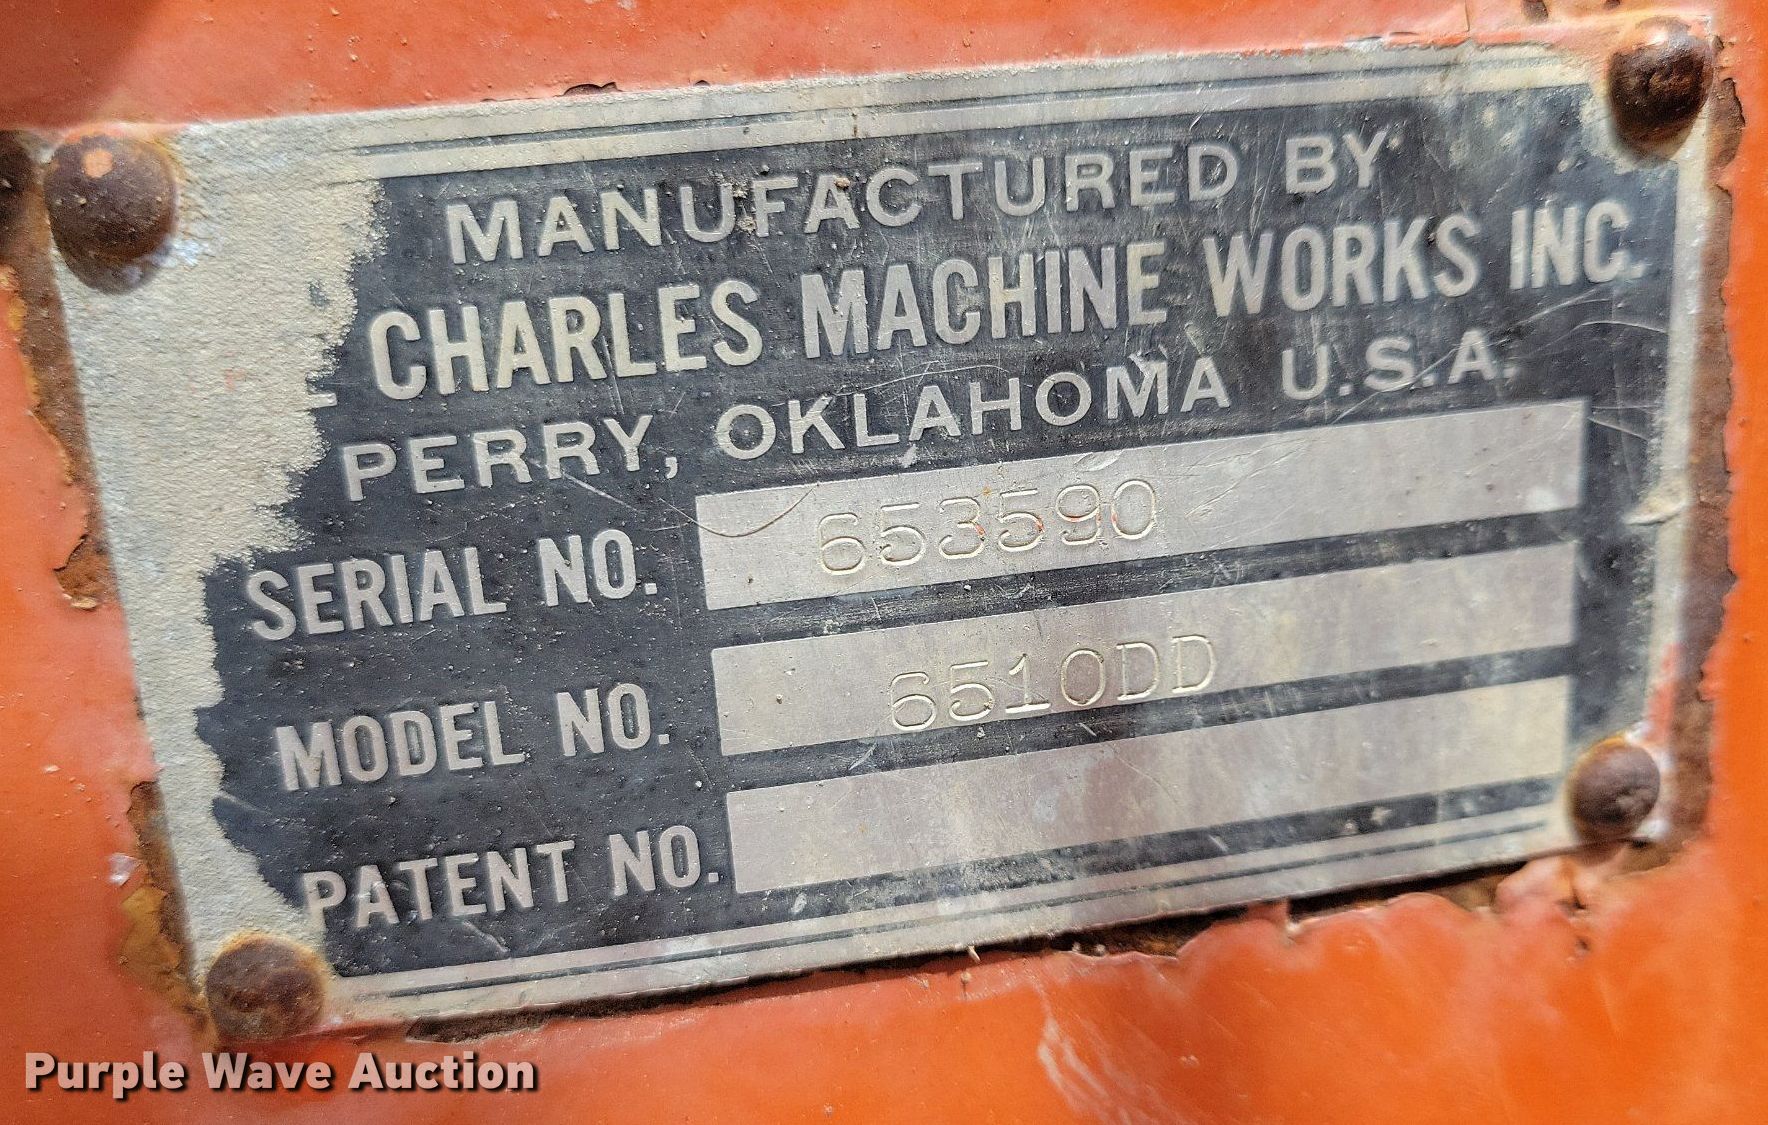 MANUFACTURED BY
CHARLES MACHINE WORKS INC.
PERRY, OKLAHOMA U.S.A.
SERIAL NO. 653590
MODEL NO. 6510DD
PATENT NO.
Purple Wave Auction